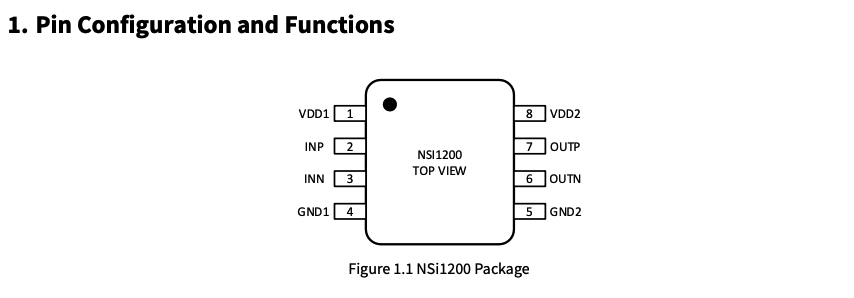 1. Pin Configuration and Functions
VDD1 1 8 VDD2
INP 2 7 OUTP
NSI1200
INN 3 TOP VIEW 6 OUTN
GND1 4 5 GND2
Figure 1.1 NSi1200 Package